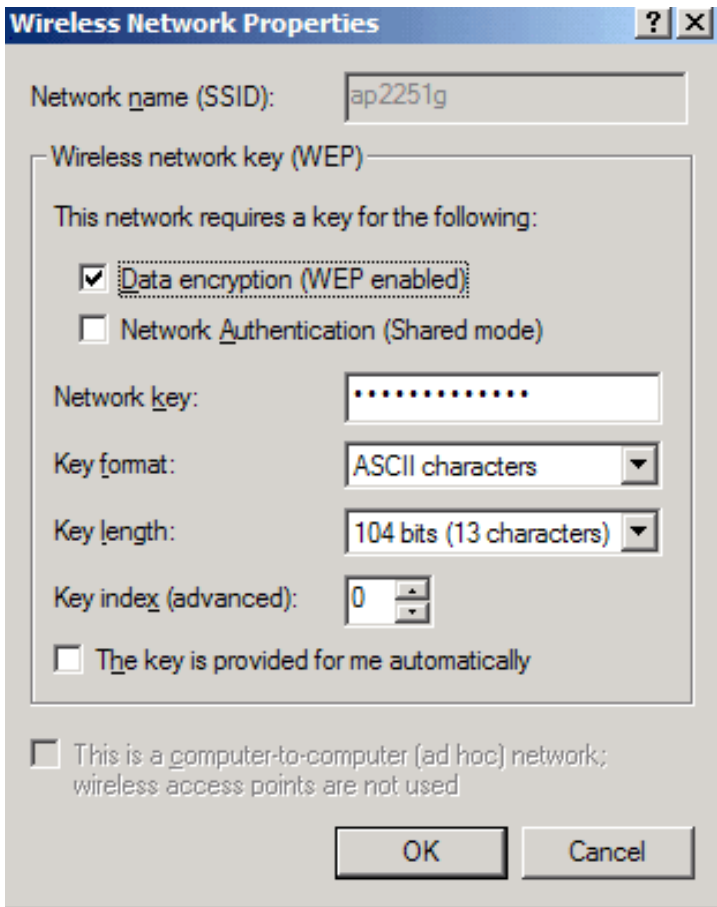 Wireless Network Properties
Network name (SSID): ap2251g
Wireless network key (WEP)
This network requires a key for the following:
Data encryption (WEP enabled)
Network Authentication (Shared mode)
Network key: •••••••••••••
Key format: ASCII characters
Key length: 104 bits (13 characters)
Key index (advanced): 0
The key is provided for me automatically
This is a computer-to-computer (ad hoc) network;
wireless access points are not used
OK Cancel